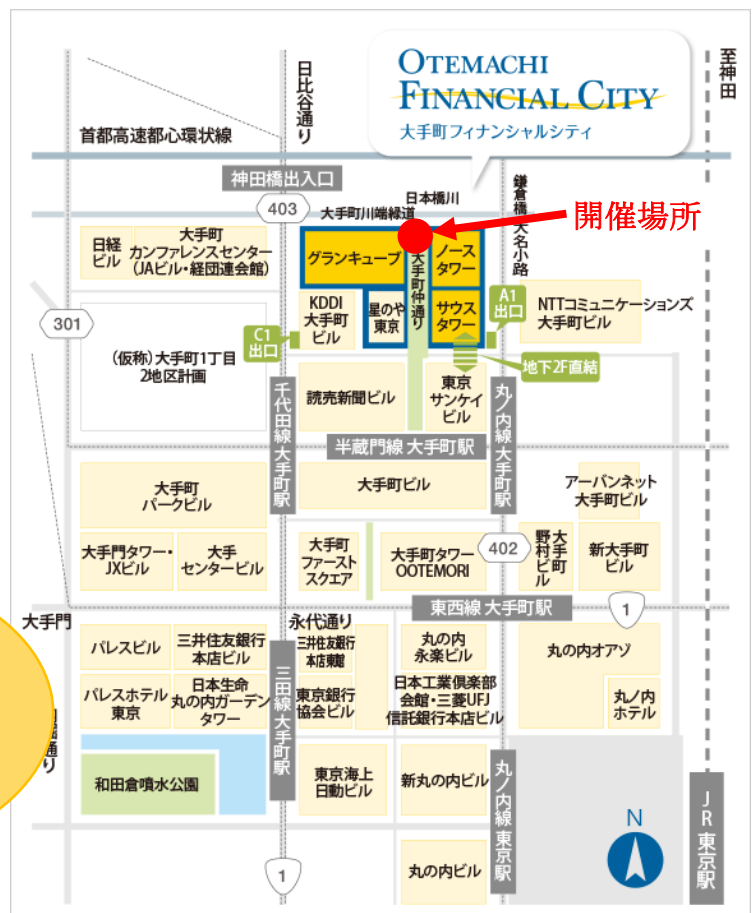 OTEMACHI
FINANCIAL CITY
大手町フィナンシャルシティ
至神田
日比谷通り
首都高速都心環状線
神田橋出入口
403
日本橋川
大手町川端緑道
鎌倉橋
大名小路
開催場所
日経
ビル
大手町
カンファレンスセンター
(JAビル・経団連会館)
グランキューブ
大手町仲通り
ノース
タワー
301
KDDI
大手町
ビル
星のや
東京
サウス
タワー
A1
出口
NTTコミュニケーションズ
大手町ビル
C1
出口
(仮称)大手町1丁目
2地区計画
地下2F直結
千代田線 大手町駅
読売新聞ビル
東京
サンケイ
ビル
丸ノ内線 大手町駅
半蔵門線 大手町駅
大手町
パークビル
大手町ビル
アーバンネット
大手町ビル
大手門タワー・
JXビル
大手
センタービル
大手町
ファースト
スクエア
大手町タワー
OOTEMORI
402
大手町
野村ビル
新大手町
ビル
東西線 大手町駅
1
大手門
永代通り
パレスビル
三井住友銀行
本店ビル
三井住友銀行
本店東館
丸の内
永楽ビル
丸の内オアゾ
パレスホテル
東京
日本生命
丸の内ガーデン
タワー
三田線 大手町駅
東京銀行
協会ビル
日本工業倶楽部
会館・三菱UFJ
信託銀行本店ビル
丸ノ内
ホテル
通り
和田倉噴水公園
東京海上
日動ビル
新丸の内ビル
丸ノ内線 東京駅
JR 東京駅
N
1
丸の内ビル